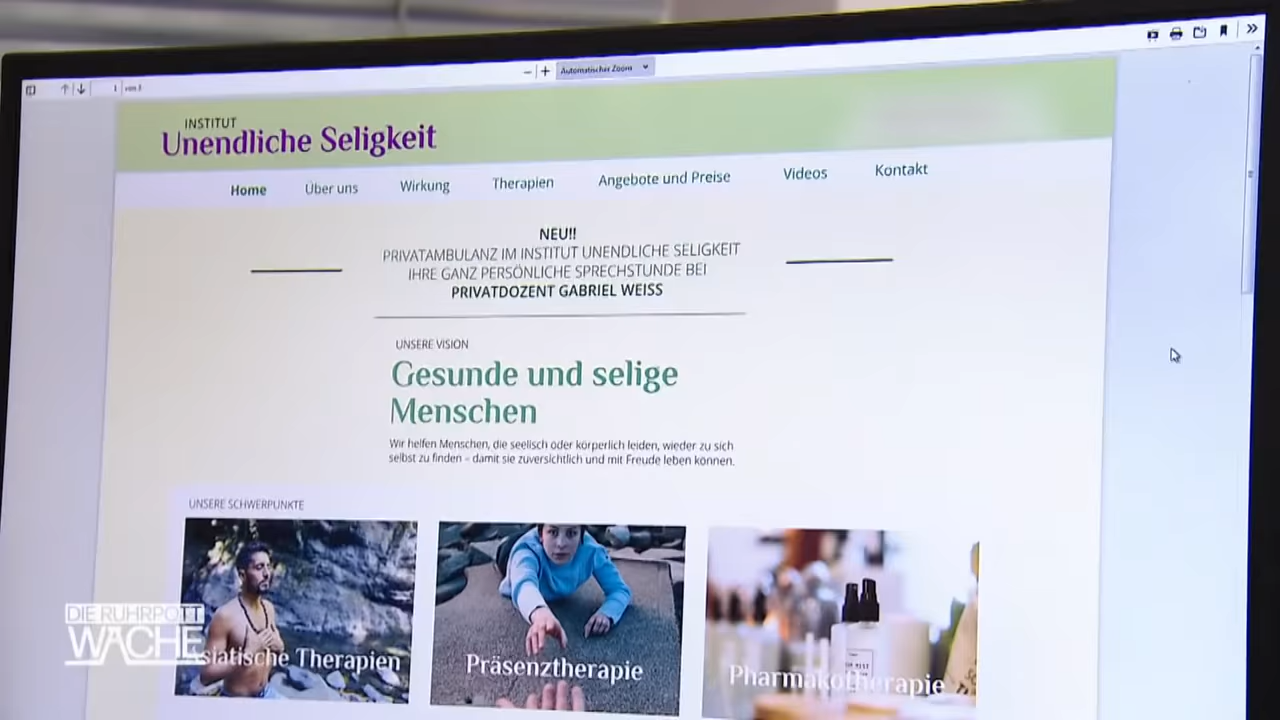 1
von 3
Automatischer Zoom
INSTITUT
Unendliche Seligkeit
Home Über uns Wirkung Therapien Angebote und Preise Videos Kontakt
NEU!!
PRIVATAMBULANZ IM INSTITUT UNENDLICHE SELIGKEIT
IHRE GANZ PERSÖNLICHE SPRECHSTUNDE BEI
PRIVATDOZENT GABRIEL WEISS
UNSERE VISION
Gesunde und selige
Menschen
Wir helfen Menschen, die seelisch oder körperlich leiden, wieder zu sich
selbst zu finden – damit sie zuversichtlich und mit Freude leben können.
UNSERE SCHWERPUNKTE
siatische Therapien
Präsenztherapie
Pharmakotherapie
DIE RUHRPOTT
WACHE